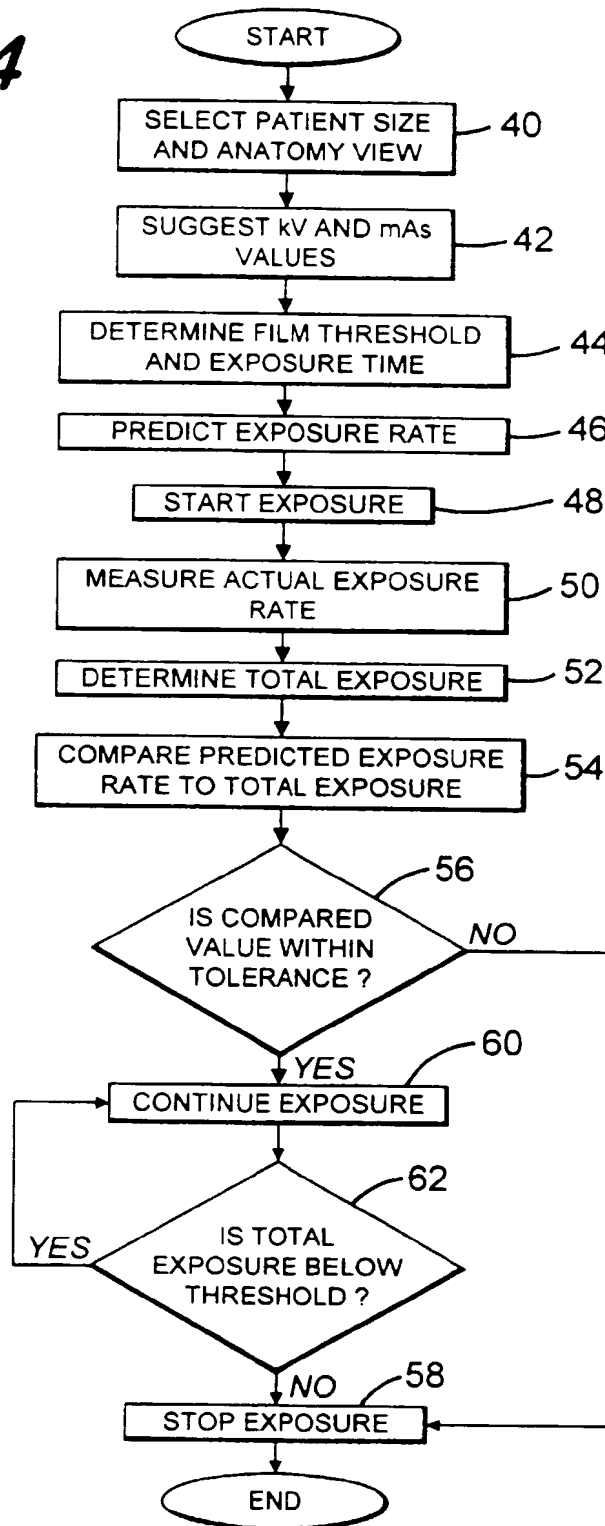 4
START
SELECT PATIENT SIZE
AND ANATOMY VIEW
40
SUGGEST kV AND mAs
VALUES
42
DETERMINE FILM THRESHOLD
AND EXPOSURE TIME
44
PREDICT EXPOSURE RATE
46
START EXPOSURE
48
MEASURE ACTUAL EXPOSURE
RATE
50
DETERMINE TOTAL EXPOSURE
52
COMPARE PREDICTED EXPOSURE
RATE TO TOTAL EXPOSURE
54
56
IS COMPARED
VALUE WITHIN
TOLERANCE ?
NO
YES
60
CONTINUE EXPOSURE
62
YES
IS TOTAL
EXPOSURE BELOW
THRESHOLD ?
NO
58
STOP EXPOSURE
END